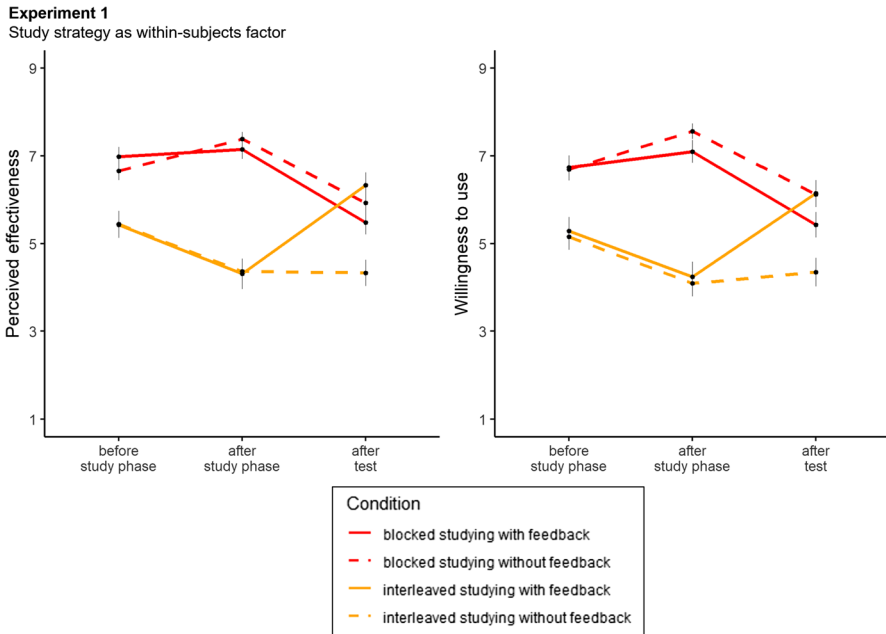 Experiment 1
Study strategy as within-subjects factor
Perceived effectiveness
9
7
5
3
1
before
study phase
after
study phase
after
test
Willingness to use
9
7
5
3
1
before
study phase
after
study phase
after
test
Condition
blocked studying with feedback
blocked studying without feedback
interleaved studying with feedback
interleaved studying without feedback